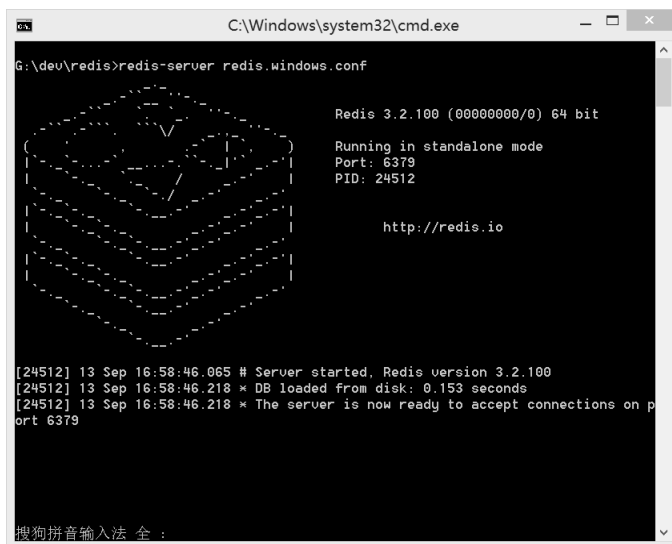 C:\Windows\system32\cmd.exe
G:\dev\redis>redis-server redis.windows.conf
Redis 3.2.100 (00000000/0) 64 bit
Running in standalone mode
Port: 6379
PID: 24512
http://redis.io
[24512] 13 Sep 16:58:46.065 # Server started, Redis version 3.2.100
[24512] 13 Sep 16:58:46.218 * DB loaded from disk: 0.153 seconds
[24512] 13 Sep 16:58:46.218 * The server is now ready to accept connections on p
ort 6379
搜狗拼音输入法 全 :